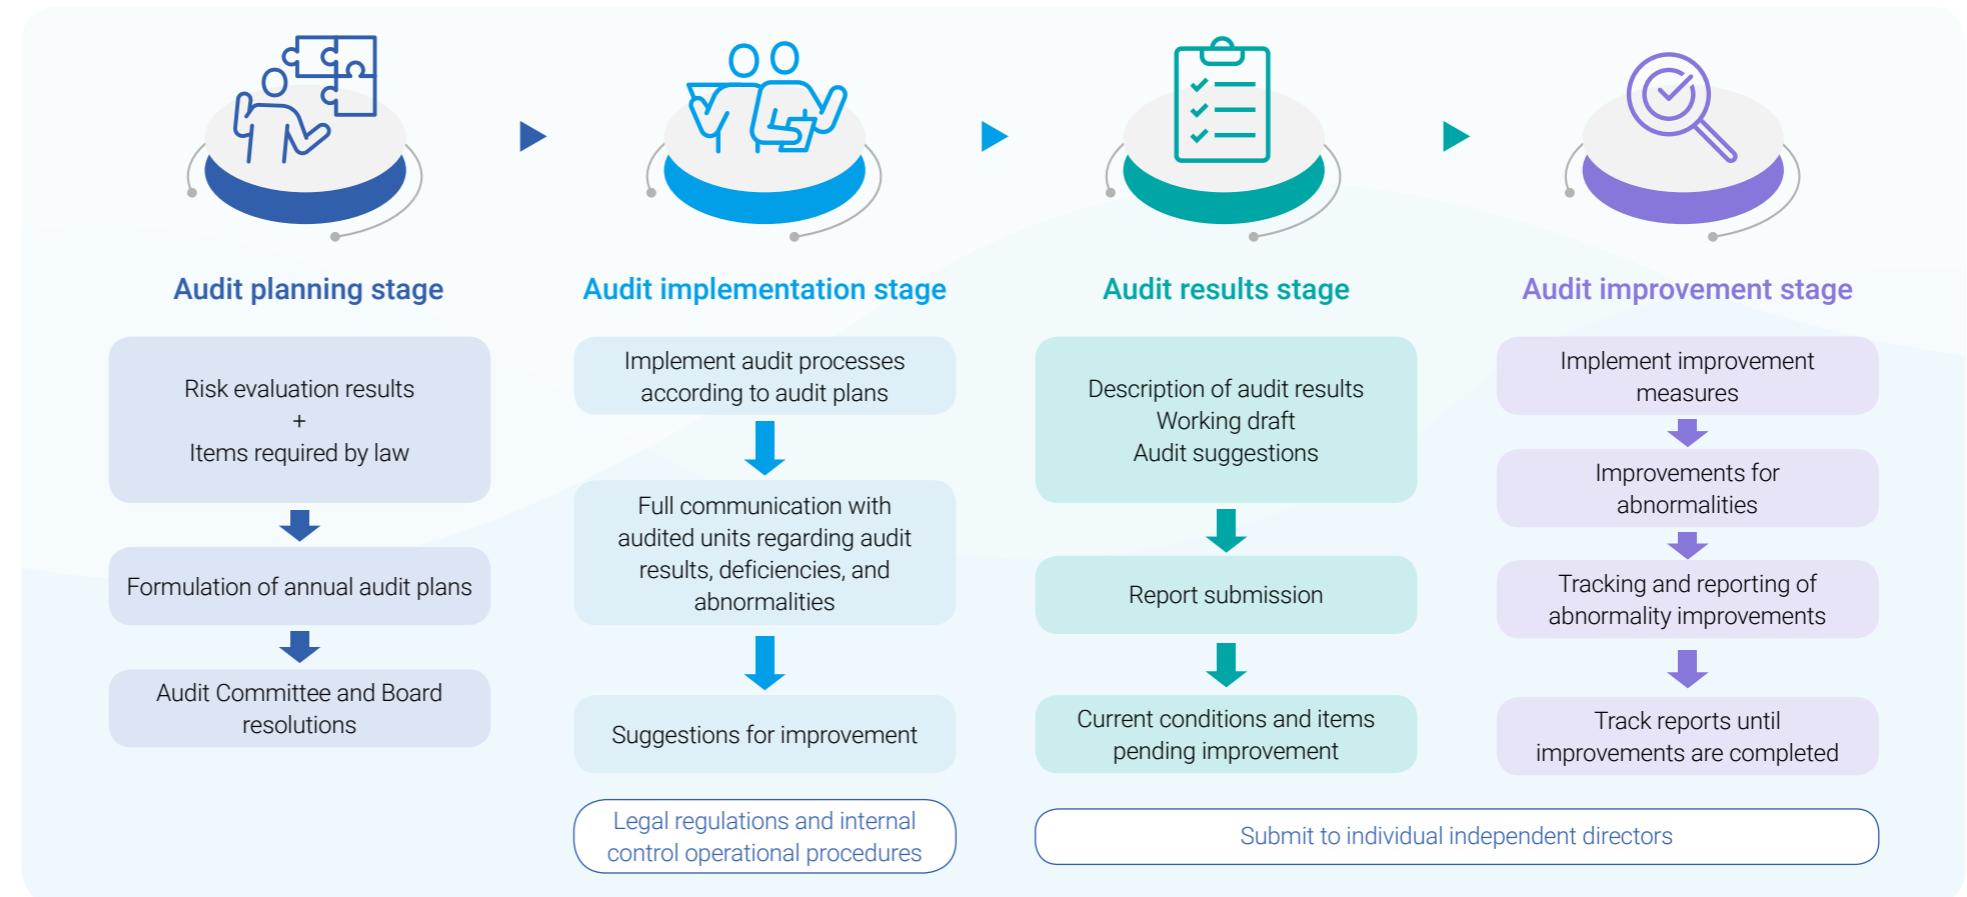 Audit planning stage
Risk evaluation results
+
Items required by law
Formulation of annual audit plans
Audit Committee and Board
resolutions
Audit implementation stage
Implement audit processes
according to audit plans
Full communication with
audited units regarding audit
results, deficiencies, and
abnormalities
Suggestions for improvement
Legal regulations and internal
control operational procedures
Audit results stage
Description of audit results
Working draft
Audit suggestions
Report submission
Current conditions and items
pending improvement
Audit improvement stage
Implement improvement
measures
Improvements for
abnormalities
Tracking and reporting of
abnormality improvements
Track reports until
improvements are completed
Submit to individual independent directors